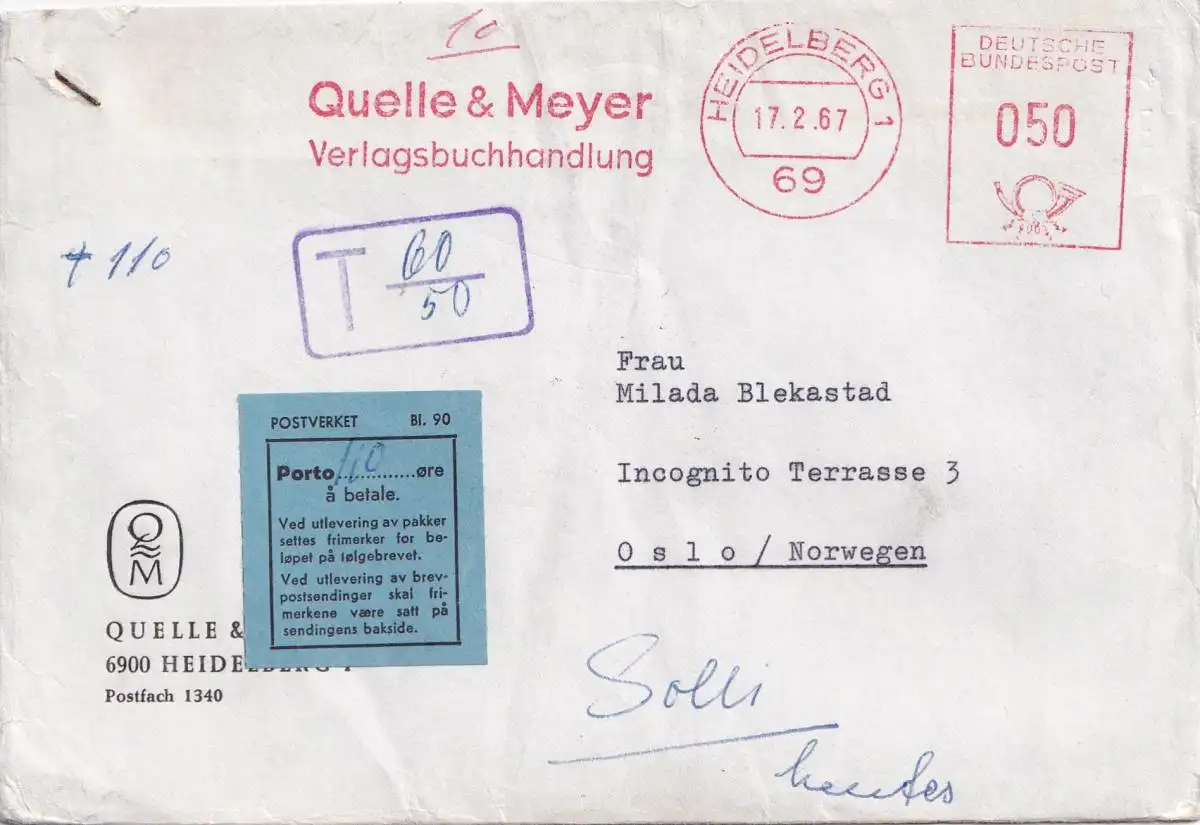 10
Quelle & Meyer
Verlagsbuchhandlung
HEIDELBERG 1
17.2.67
69
DEUTSCHE
BUNDESPOST
050
+ 110
T 60
50
Frau
Milada Blekastad
Incognito Terrasse 3
O s l o / Norwegen
POSTVERKET Bl. 90
Porto 110 øre
å betale.
Ved utlevering av pakker
settes frimerker for be-
løpet på følgebrevet.
Ved utlevering av brev-
postsendinger skal fri-
merkene være satt på
sendingens bakside.
Q
M
QUELLE &
6900 HEIDELBERG 1
Postfach 1340
Solli
hentes